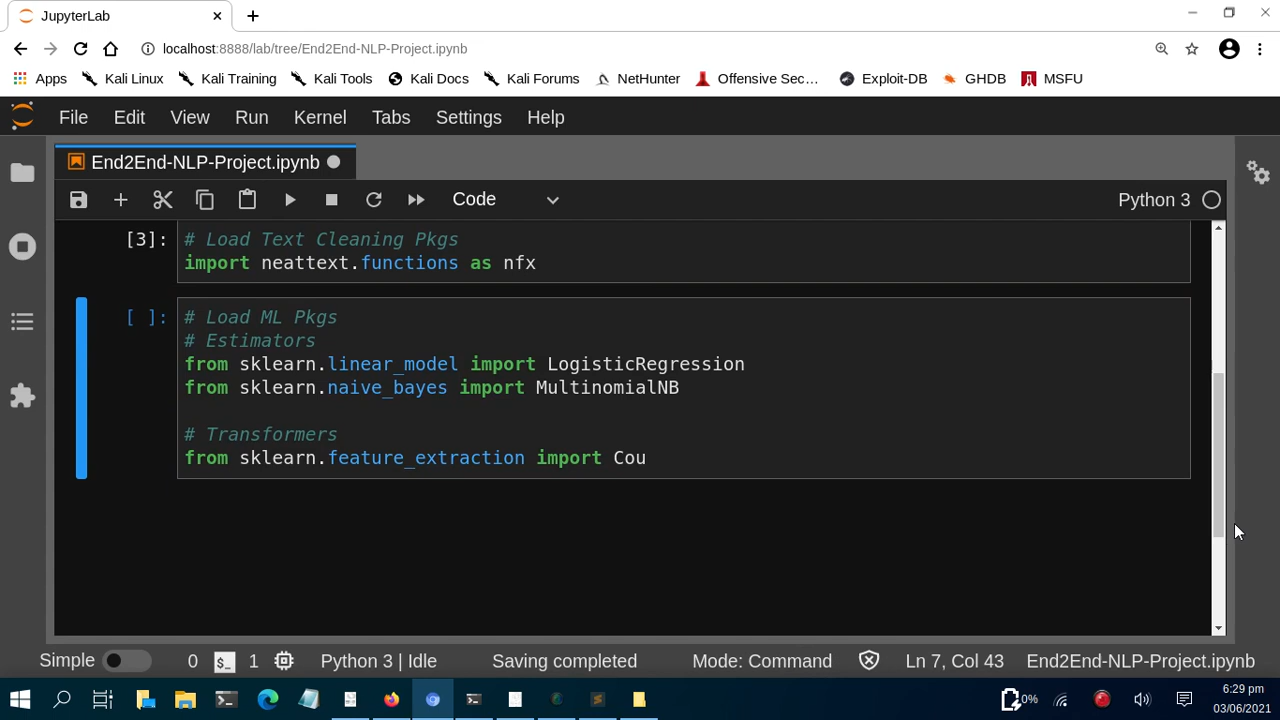 JupyterLab
localhost:8888/lab/tree/End2End-NLP-Project.ipynb
Apps Kali Linux Kali Training Kali Tools Kali Docs Kali Forums NetHunter Offensive Sec... Exploit-DB GHDB MSFU
File Edit View Run Kernel Tabs Settings Help
End2End-NLP-Project.ipynb
Code Python 3
[3]: # Load Text Cleaning Pkgs
import neattext.functions as nfx
[ ]: # Load ML Pkgs
# Estimators
from sklearn.linear_model import LogisticRegression
from sklearn.naive_bayes import MultinomialNB
# Transformers
from sklearn.feature_extraction import Cou
Simple 0 $_ 1 Python 3 | Idle Saving completed Mode: Command Ln 7, Col 43 End2End-NLP-Project.ipynb
0% 6:29 pm
03/06/2021